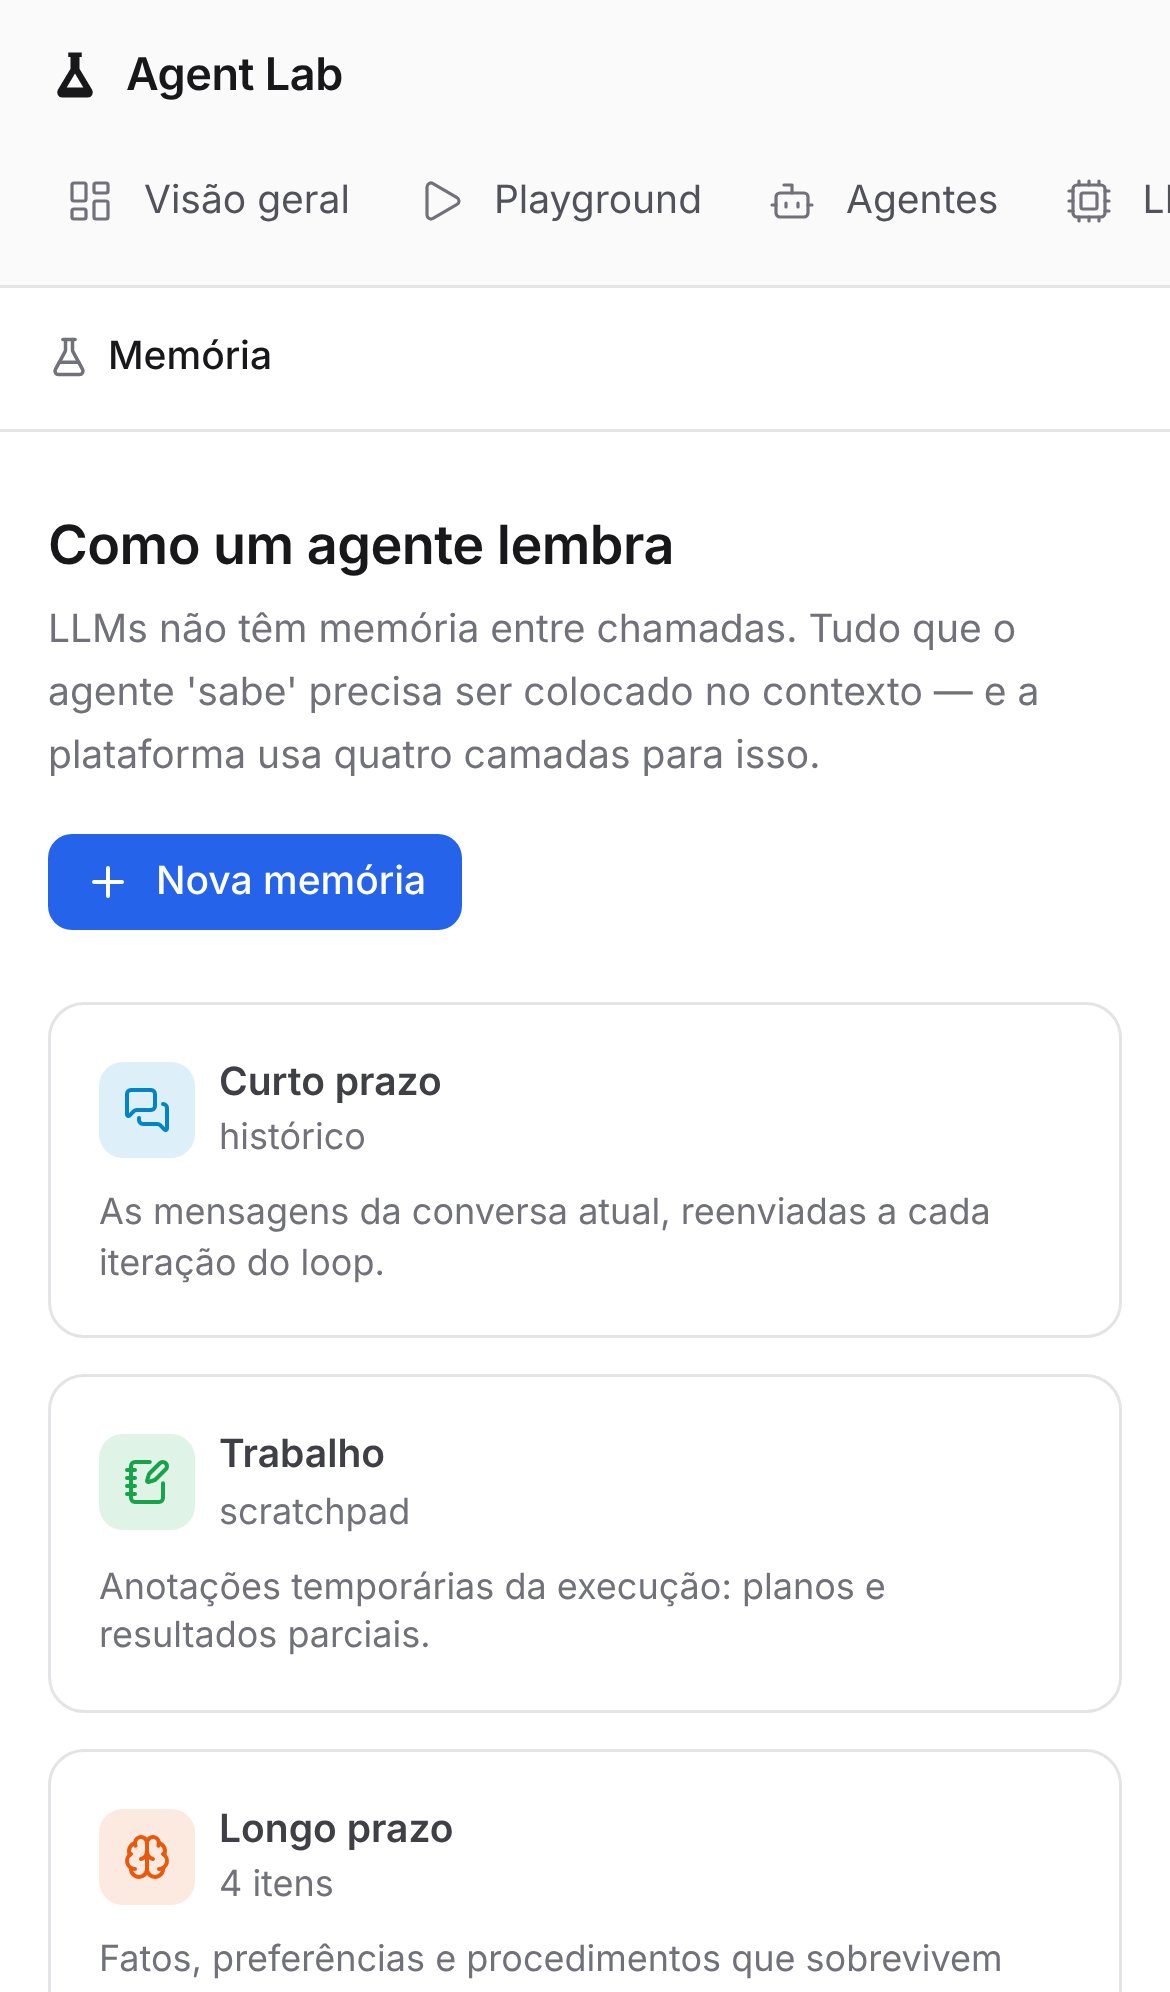 Agent Lab
Visão geral
Playground
Agentes
Memória
Como um agente lembra
LLMs não têm memória entre chamadas. Tudo que o
agente 'sabe' precisa ser colocado no contexto — e a
plataforma usa quatro camadas para isso.
Nova memória
Curto prazo
histórico
As mensagens da conversa atual, reenviadas a cada
iteração do loop.
Trabalho
scratchpad
Anotações temporárias da execução: planos e
resultados parciais.
Longo prazo
4 itens
Fatos, preferências e procedimentos que sobrevivem